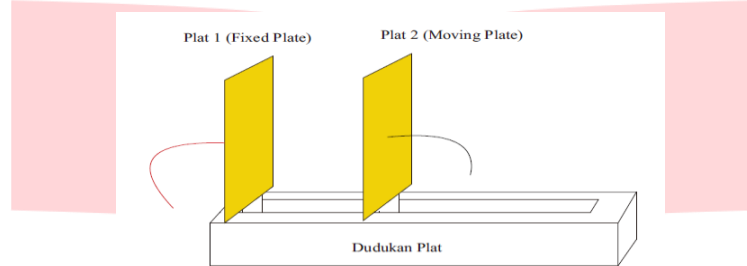 Plat 1 (Fixed Plate)
Plat 2 (Moving Plate)
Dudukan Plat